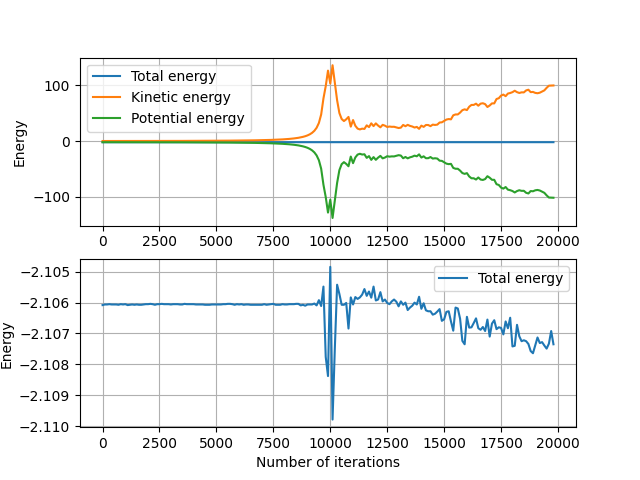 Energy
100
0
−100
Total energy
Kinetic energy
Potential energy
0 2500 5000 7500 10000 12500 15000 17500 20000
Energy
−2.105
−2.106
−2.107
−2.108
−2.109
−2.110
Total energy
0 2500 5000 7500 10000 12500 15000 17500 20000
Number of iterations